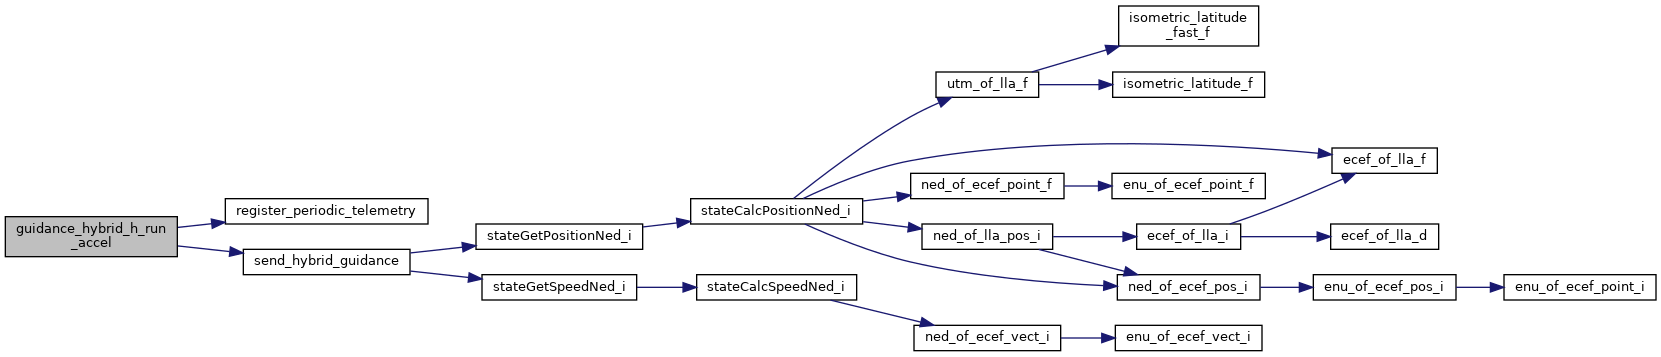 guidance_hybrid_h_run
_accel
register_periodic_telemetry
send_hybrid_guidance
stateGetPositionNed_i
stateGetSpeedNed_i
stateCalcPositionNed_i
stateCalcSpeedNed_i
utm_of_lla_f
ned_of_ecef_point_f
ned_of_lla_pos_i
ned_of_ecef_vect_i
isometric_latitude
_fast_f
isometric_latitude_f
enu_of_ecef_point_f
ecef_of_lla_i
ned_of_ecef_pos_i
enu_of_ecef_vect_i
ecef_of_lla_f
ecef_of_lla_d
enu_of_ecef_pos_i
enu_of_ecef_point_i